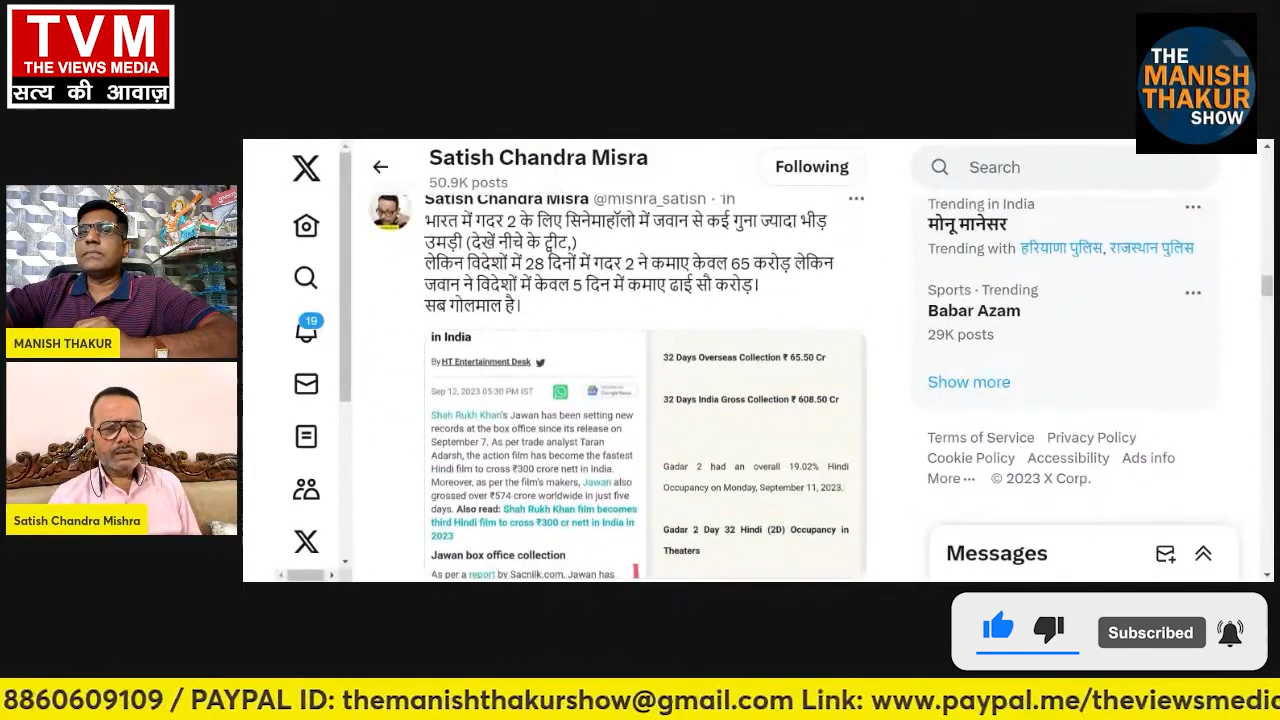 TVM
THE VIEWS MEDIA
सत्य की आवाज़
THE
MANISH
THAKUR
SHOW
MANISH THAKUR
Satish Chandra Mishra
19
Satish Chandra Misra
50.9K posts
Following
Satish Chandra Misra @mishra_satish · 1h
भारत में गदर 2 के लिए सिनेमाहॉलो में जवान से कई गुना ज्यादा भीड़
उमड़ी (देखें नीचे के ट्वीट,)
लेकिन विदेशों में 28 दिनों में गदर 2 ने कमाए केवल 65 करोड़ लेकिन
जवान ने विदेशों में केवल 5 दिन में कमाए ढाई सौ करोड़।
सब गोलमाल है।
in India
By HT Entertainment Desk
Sep 12, 2023 05:30 PM IST
Shah Rukh Khan's Jawan has been setting new
records at the box office since its release on
September 7. As per trade analyst Taran
Adarsh, the action film has become the fastest
Hindi film to cross ₹300 crore nett in India.
Moreover, as per the film's makers, Jawan also
grossed over ₹574 crore worldwide in just five
days. Also read: Shah Rukh Khan film becomes
third Hindi film to cross ₹300 cr nett in India in
2023
Jawan box office collection
As per a report by Sacnilk.com, Jawan has
32 Days Overseas Collection ₹ 65.50 Cr
32 Days India Gross Collection ₹ 608.50 Cr
Gadar 2 had an overall 19.02% Hindi
Occupancy on Monday, September 11, 2023.
Gadar 2 Day 32 Hindi (2D) Occupancy in
Theaters
Search
Trending in India
मोनू मानेसर
Trending with हरियाणा पुलिस, राजस्थान पुलिस
Sports · Trending
Babar Azam
29K posts
Show more
Terms of Service Privacy Policy
Cookie Policy Accessibility Ads info
More ··· © 2023 X Corp.
Messages
Subscribed
8860609109 / PAYPAL ID: themanishthakurshow@gmail.com Link: www.paypal.me/theviewsmedia